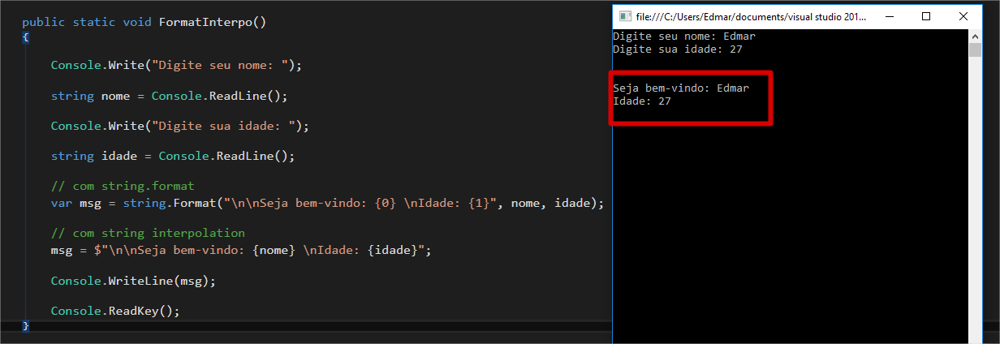 public static void FormatInterpo()
{
Console.Write("Digite seu nome: ");
string nome = Console.ReadLine();
Console.Write("Digite sua idade: ");
string idade = Console.ReadLine();
// com string.format
var msg = string.Format("\n\nSeja bem-vindo: {0} \nIdade: {1}", nome, idade);
// com string interpolation
msg = $"\n\nSeja bem-vindo: {nome} \nIdade: {idade}";
Console.WriteLine(msg);
Console.ReadKey();
}
file:///C:/Users/Edmar/documents/visual studio 201...
Digite seu nome: Edmar
Digite sua idade: 27
Seja bem-vindo: Edmar
Idade: 27